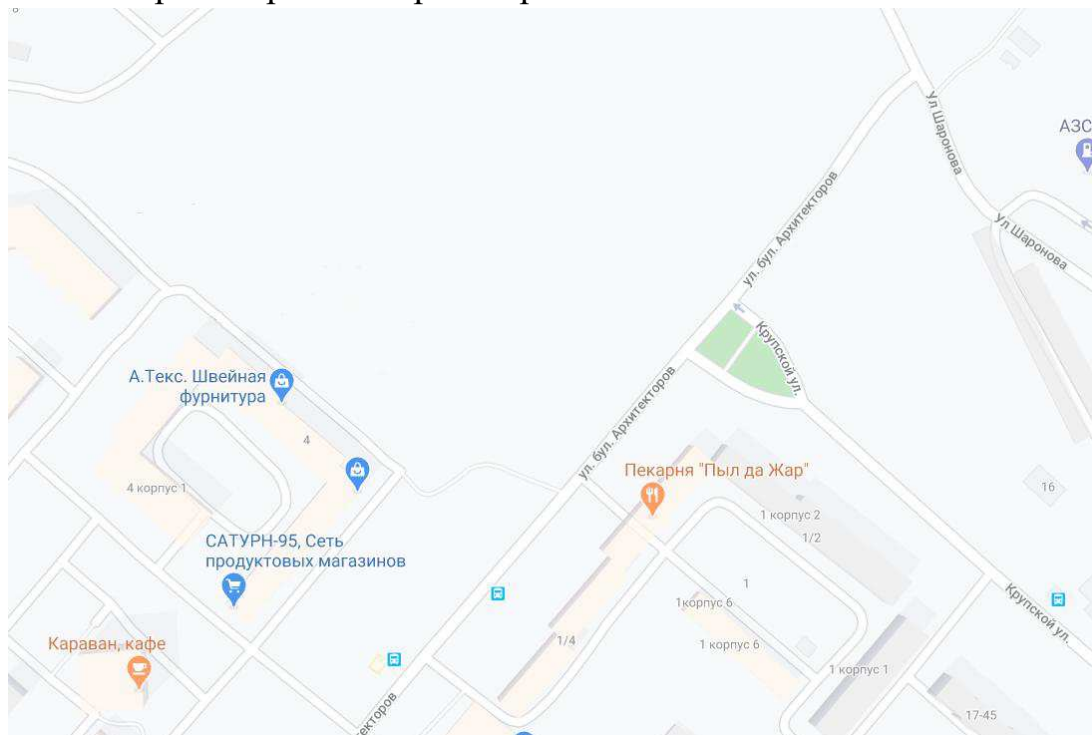 Ул Шаронова
АЗС
Ул Шаронова
ул. бул. Архитекторов
Крупской ул.
А.Текс. Швейная
фурнитура
ул. бул. Архитекторов
4
Пекарня "Пыл да Жар"
4 корпус 1
16
1 корпус 2
1/2
САТУРН-95, Сеть
продуктовых магазинов
1
1корпус 6
Крупской ул.
Караван, кафе
1/4
1 корпус 6
1 корпус 1
17-45